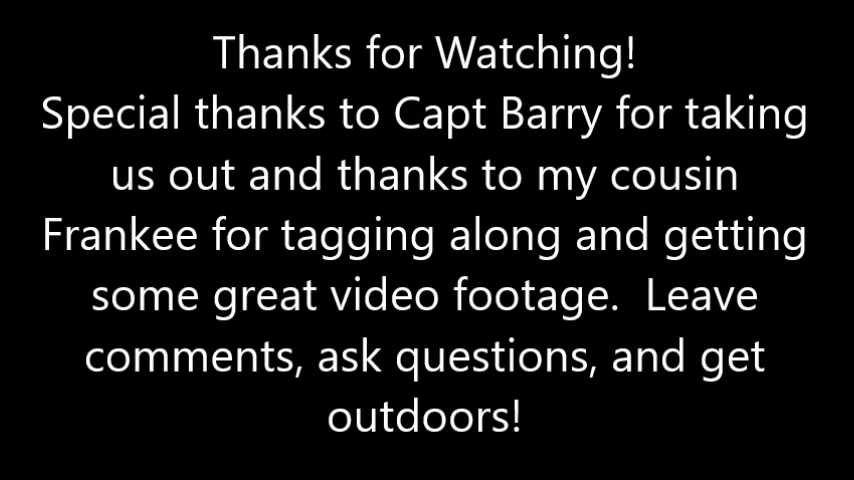 Thanks for Watching!
Special thanks to Capt Barry for taking
us out and thanks to my cousin
Frankee for tagging along and getting
some great video footage.  Leave
comments, ask questions, and get
outdoors!